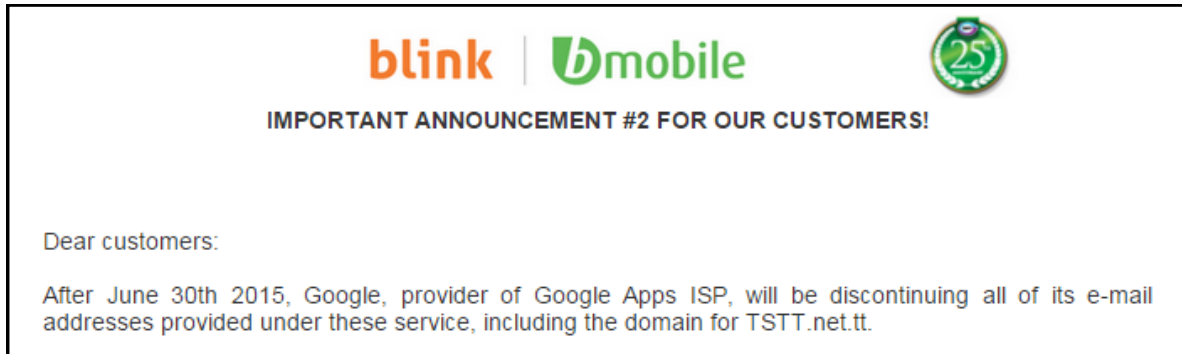 blink bmobile 25
IMPORTANT ANNOUNCEMENT #2 FOR OUR CUSTOMERS!
Dear customers:
After June 30th 2015, Google, provider of Google Apps ISP, will be discontinuing all of its e-mail
addresses provided under these service, including the domain for TSTT.net.tt.